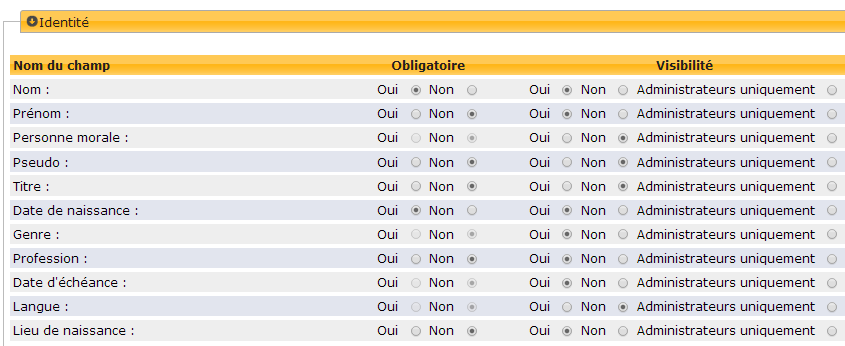 Identité
Nom du champ Obligatoire Visibilité
Nom : Oui Non Oui Non Administrateurs uniquement
Prénom : Oui Non Oui Non Administrateurs uniquement
Personne morale : Oui Non Oui Non Administrateurs uniquement
Pseudo : Oui Non Oui Non Administrateurs uniquement
Titre : Oui Non Oui Non Administrateurs uniquement
Date de naissance : Oui Non Oui Non Administrateurs uniquement
Genre : Oui Non Oui Non Administrateurs uniquement
Profession : Oui Non Oui Non Administrateurs uniquement
Date d'échéance : Oui Non Oui Non Administrateurs uniquement
Langue : Oui Non Oui Non Administrateurs uniquement
Lieu de naissance : Oui Non Oui Non Administrateurs uniquement